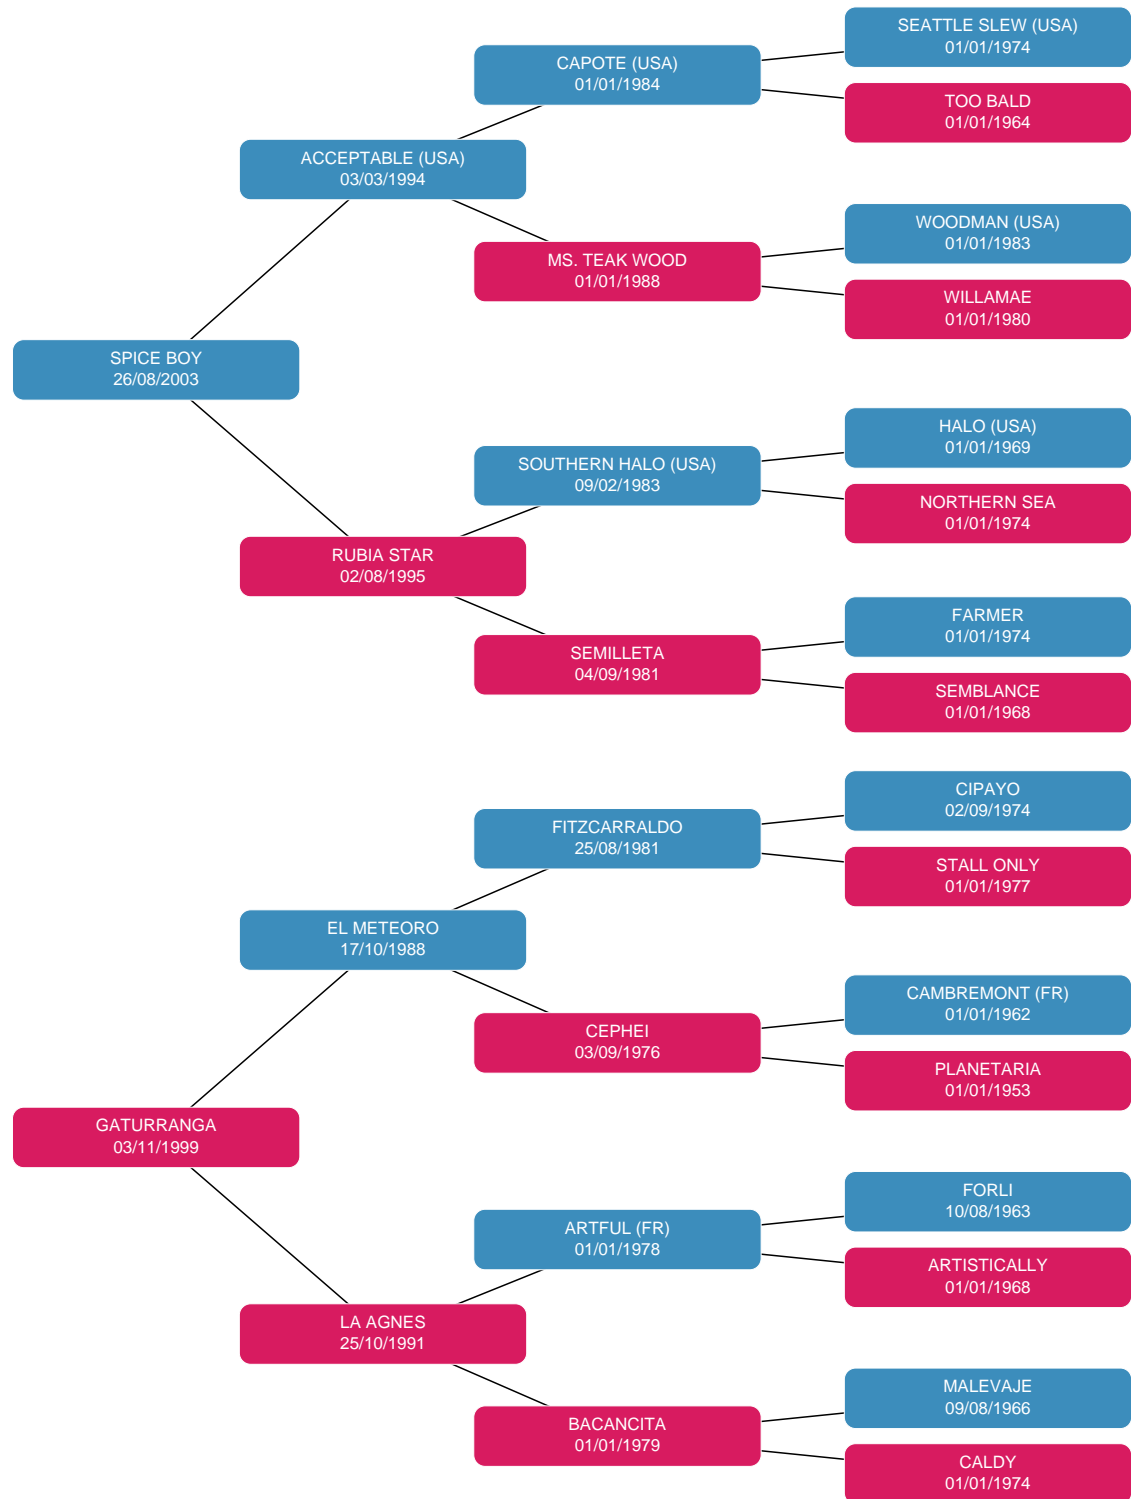 SEATTLE SLEW (USA)
01/01/1974
CAPOTE (USA)
01/01/1984
TOO BALD
01/01/1964
ACCEPTABLE (USA)
03/03/1994
WOODMAN (USA)
01/01/1983
MS. TEAK WOOD
01/01/1988
WILLAMAE
01/01/1980
SPICE BOY
26/08/2003
HALO (USA)
01/01/1969
SOUTHERN HALO (USA)
09/02/1983
NORTHERN SEA
01/01/1974
RUBIA STAR
02/08/1995
FARMER
01/01/1974
SEMILLETA
04/09/1981
SEMBLANCE
01/01/1968
CIPAYO
02/09/1974
FITZCARRALDO
25/08/1981
STALL ONLY
01/01/1977
EL METEORO
17/10/1988
CAMBREMONT (FR)
01/01/1962
CEPHEI
03/09/1976
PLANETARIA
01/01/1953
GATURRANGA
03/11/1999
FORLI
10/08/1963
ARTFUL (FR)
01/01/1978
ARTISTICALLY
01/01/1968
LA AGNES
25/10/1991
MALEVAJE
09/08/1966
BACANCITA
01/01/1979
CALDY
01/01/1974